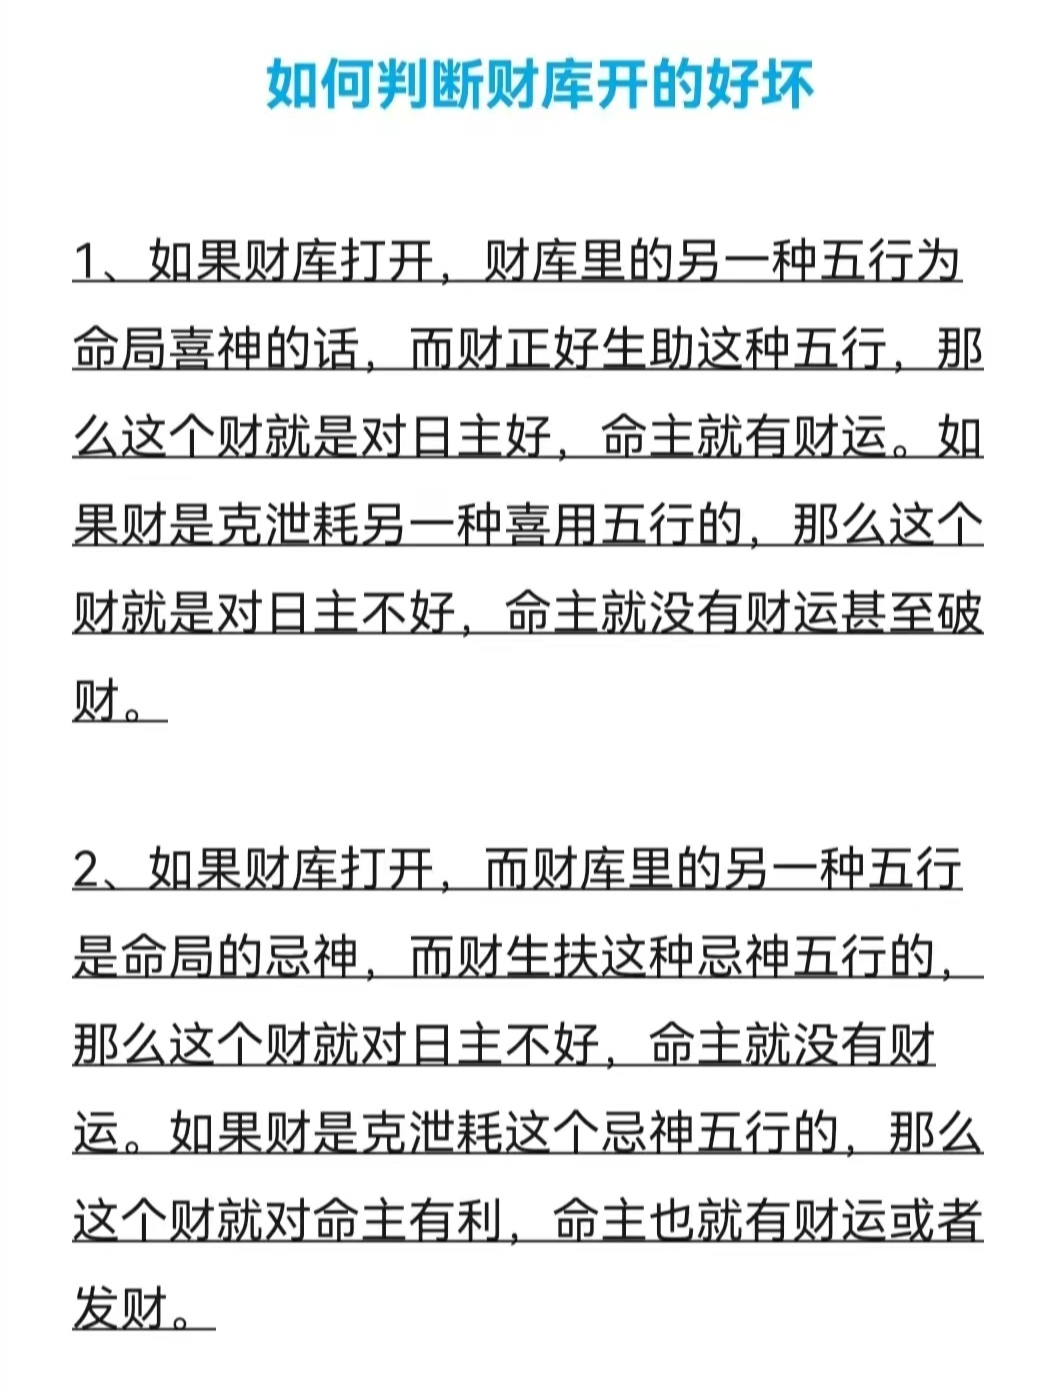 如何判断财库开的好坏
1、如果财库打开，财库里的另一种五行为
命局喜神的话，而财正好生助这种五行，那
么这个财就是对日主好，命主就有财运。如
果财是克泄耗另一种喜用五行的，那么这个
财就是对日主不好，命主就没有财运甚至破
财。
2、如果财库打开，而财库里的另一种五行
是命局的忌神，而财生扶这种忌神五行的，
那么这个财就对日主不好，命主就没有财
运。如果财是克泄耗这个忌神五行的，那么
这个财就对命主有利，命主也就有财运或者
发财。